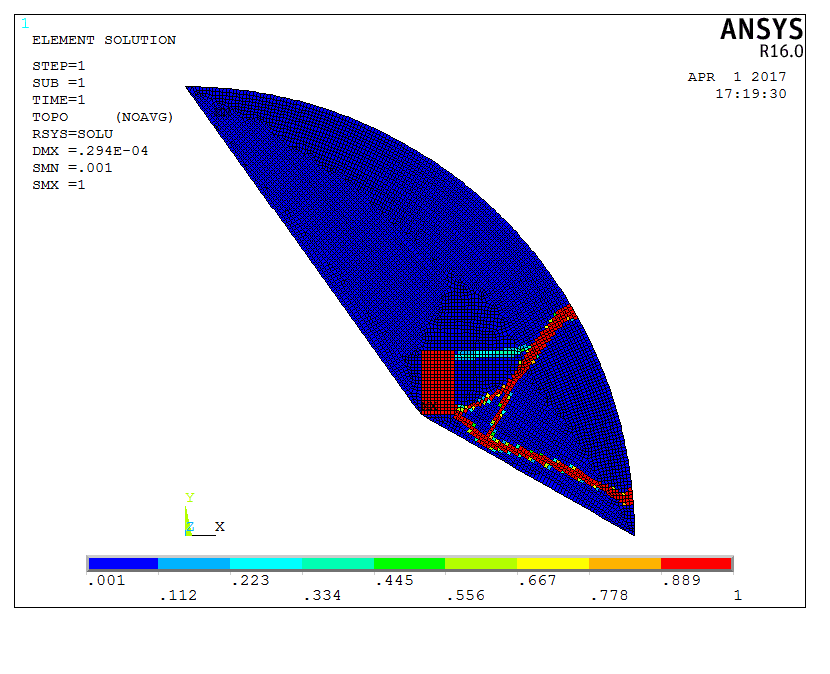 1
ANSYS
R16.0
ELEMENT SOLUTION
STEP=1
SUB =1
TIME=1
TOPO     (NOAVG)
RSYS=SOLU
DMX =.294E-04
SMN =.001
SMX =1
APR  1 2017
17:19:30
Y
Z X
.001 .223 .445 .667 .889
.112 .334 .556 .778 1